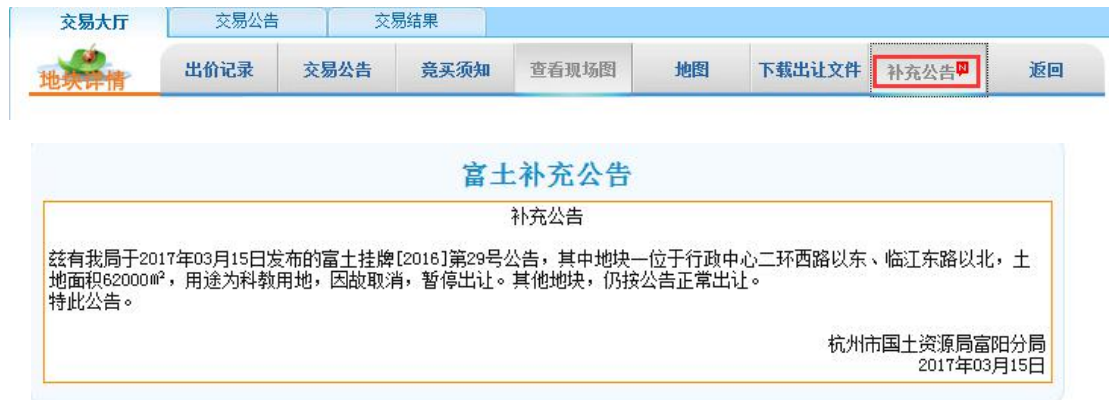 交易大厅 交易公告 交易结果
地块详情 出价记录 交易公告 竞买须知 查看现场图 地图 下载出让文件 补充公告 N 返回
富土补充公告
补充公告
兹有我局于2017年03月15日发布的富土挂牌[2016]第29号公告，其中地块一位于行政中心二环西路以东、临江东路以北，土
地面积62000㎡，用途为科教用地，因故取消，暂停出让。其他地块，仍按公告正常出让。
特此公告。
杭州市国土资源局富阳分局
2017年03月15日